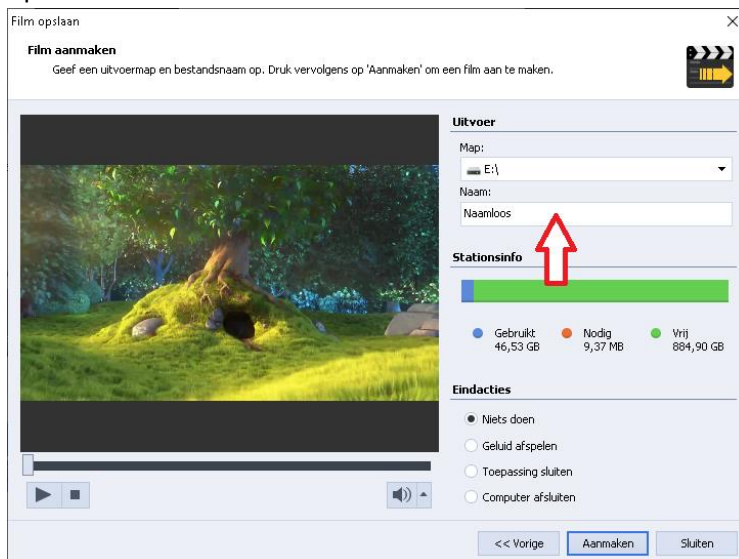 Film opslaan
Film aanmaken
Geef een uitvoermap en bestandsnaam op. Druk vervolgens op 'Aanmaken' om een film aan te maken.
Uitvoer
Map:
E:\
Naam:
Naamloos
Stationsinfo
Gebruikt
46,53 GB
Nodig
9,37 MB
Vrij
884,90 GB
Eindacties
Niets doen
Geluid afspelen
Toepassing sluiten
Computer afsluiten
<< Vorige
Aanmaken
Sluiten